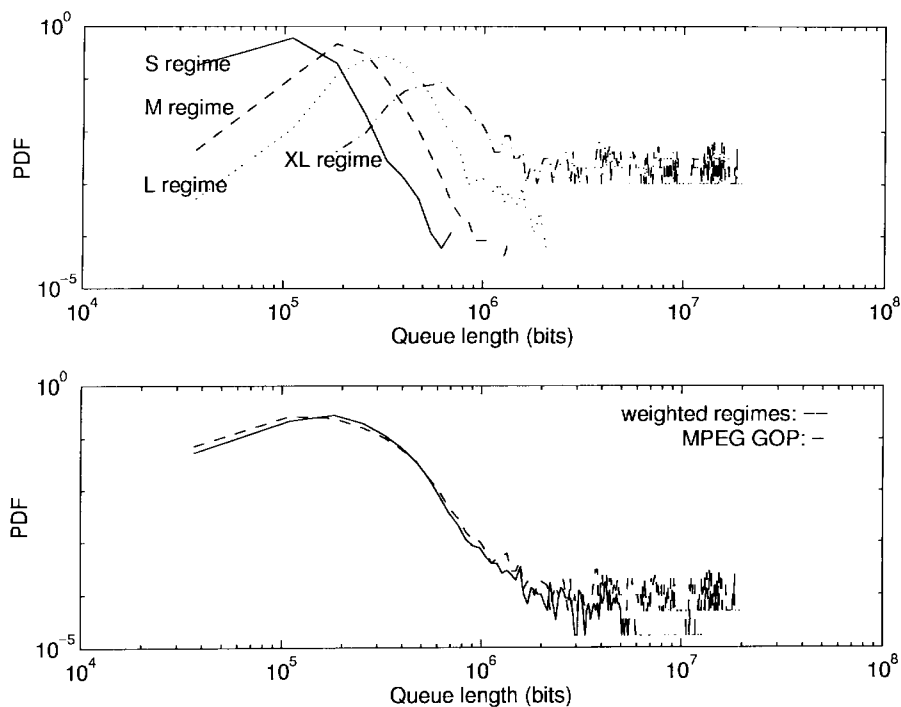 10^0
S regime
M regime
L regime
XL regime
PDF
10^-5
10^4
10^5
10^6
10^7
10^8
Queue length (bits)
10^0
weighted regimes: --
MPEG GOP: -
PDF
10^-5
10^4
10^5
10^6
10^7
10^8
Queue length (bits)